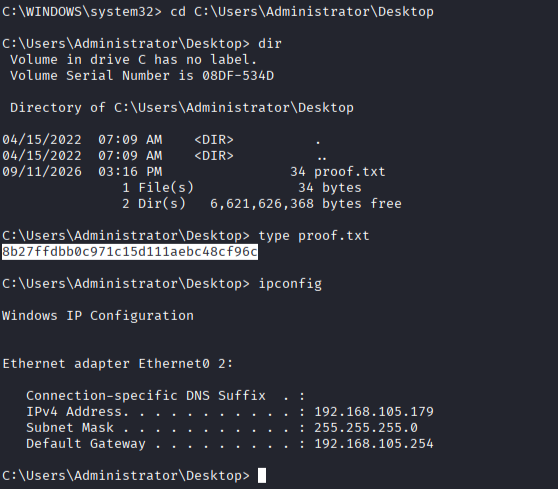 C:\WINDOWS\system32> cd C:\Users\Administrator\Desktop
C:\Users\Administrator\Desktop> dir
 Volume in drive C has no label.
 Volume Serial Number is 08DF-534D
 Directory of C:\Users\Administrator\Desktop
04/15/2022  07:09 AM    <DIR>          .
04/15/2022  07:09 AM    <DIR>          ..
09/11/2026  03:16 PM                34 proof.txt
               1 File(s)             34 bytes
               2 Dir(s)   6,621,626,368 bytes free
C:\Users\Administrator\Desktop> type proof.txt
8b27ffdbb0c971c15d111aebc48cf96c
C:\Users\Administrator\Desktop> ipconfig
Windows IP Configuration
Ethernet adapter Ethernet0 2:
   Connection-specific DNS Suffix  . :
   IPv4 Address. . . . . . . . . . . : 192.168.105.179
   Subnet Mask . . . . . . . . . . . : 255.255.255.0
   Default Gateway . . . . . . . . . : 192.168.105.254
C:\Users\Administrator\Desktop>